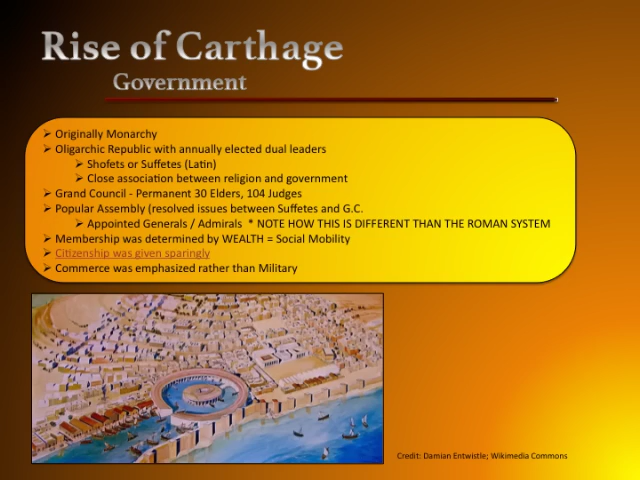 Rise of Carthage
Government
➢ Originally Monarchy
➢ Oligarchic Republic with annually elected dual leaders
➢ Shofets or Suffetes (Latin)
➢ Close association between religion and government
➢ Grand Council - Permanent 30 Elders, 104 Judges
➢ Popular Assembly (resolved issues between Suffetes and G.C.
➢ Appointed Generals / Admirals * NOTE HOW THIS IS DIFFERENT THAN THE ROMAN SYSTEM
➢ Membership was determined by WEALTH = Social Mobility
➢ Citizenship was given sparingly
➢ Commerce was emphasized rather than Military
Credit: Damian Entwistle; Wikimedia Commons